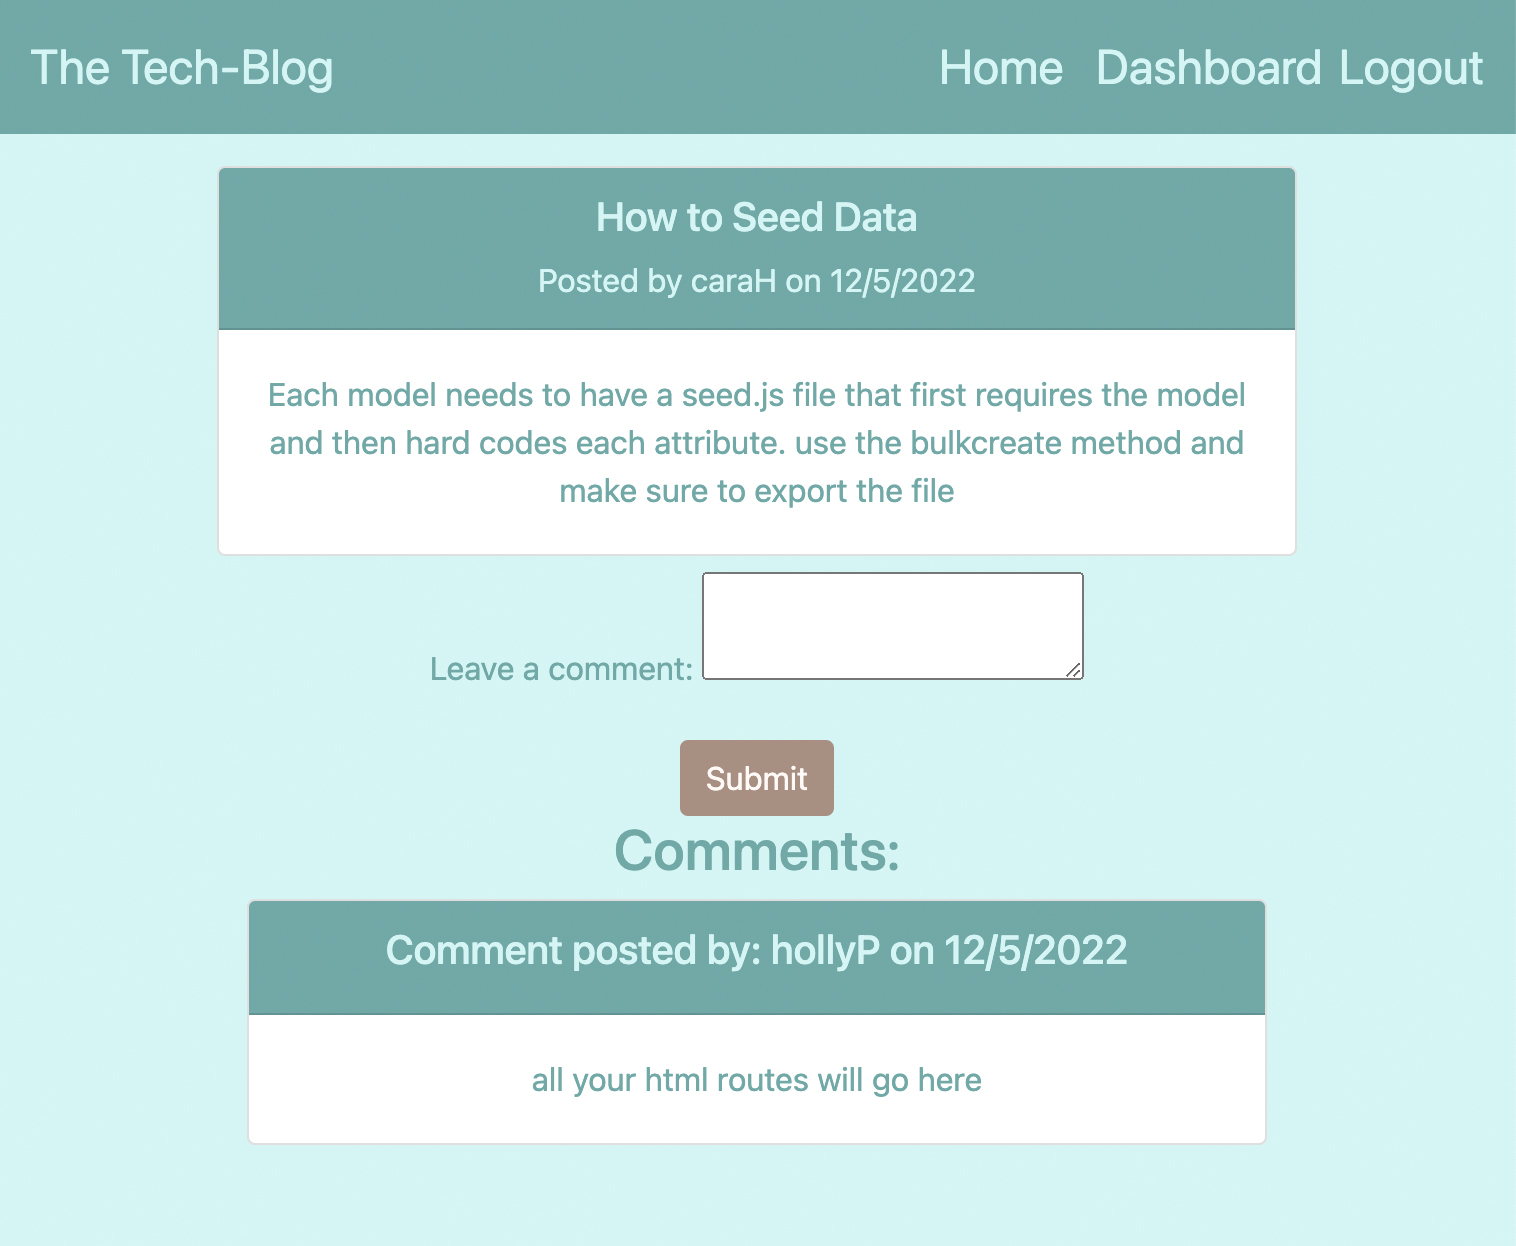 The Tech-Blog
Home Dashboard Logout
How to Seed Data
Posted by caraH on 12/5/2022
Each model needs to have a seed.js file that first requires the model
and then hard codes each attribute. use the bulkcreate method and
make sure to export the file
Leave a comment:
Submit
Comments:
Comment posted by: hollyP on 12/5/2022
all your html routes will go here